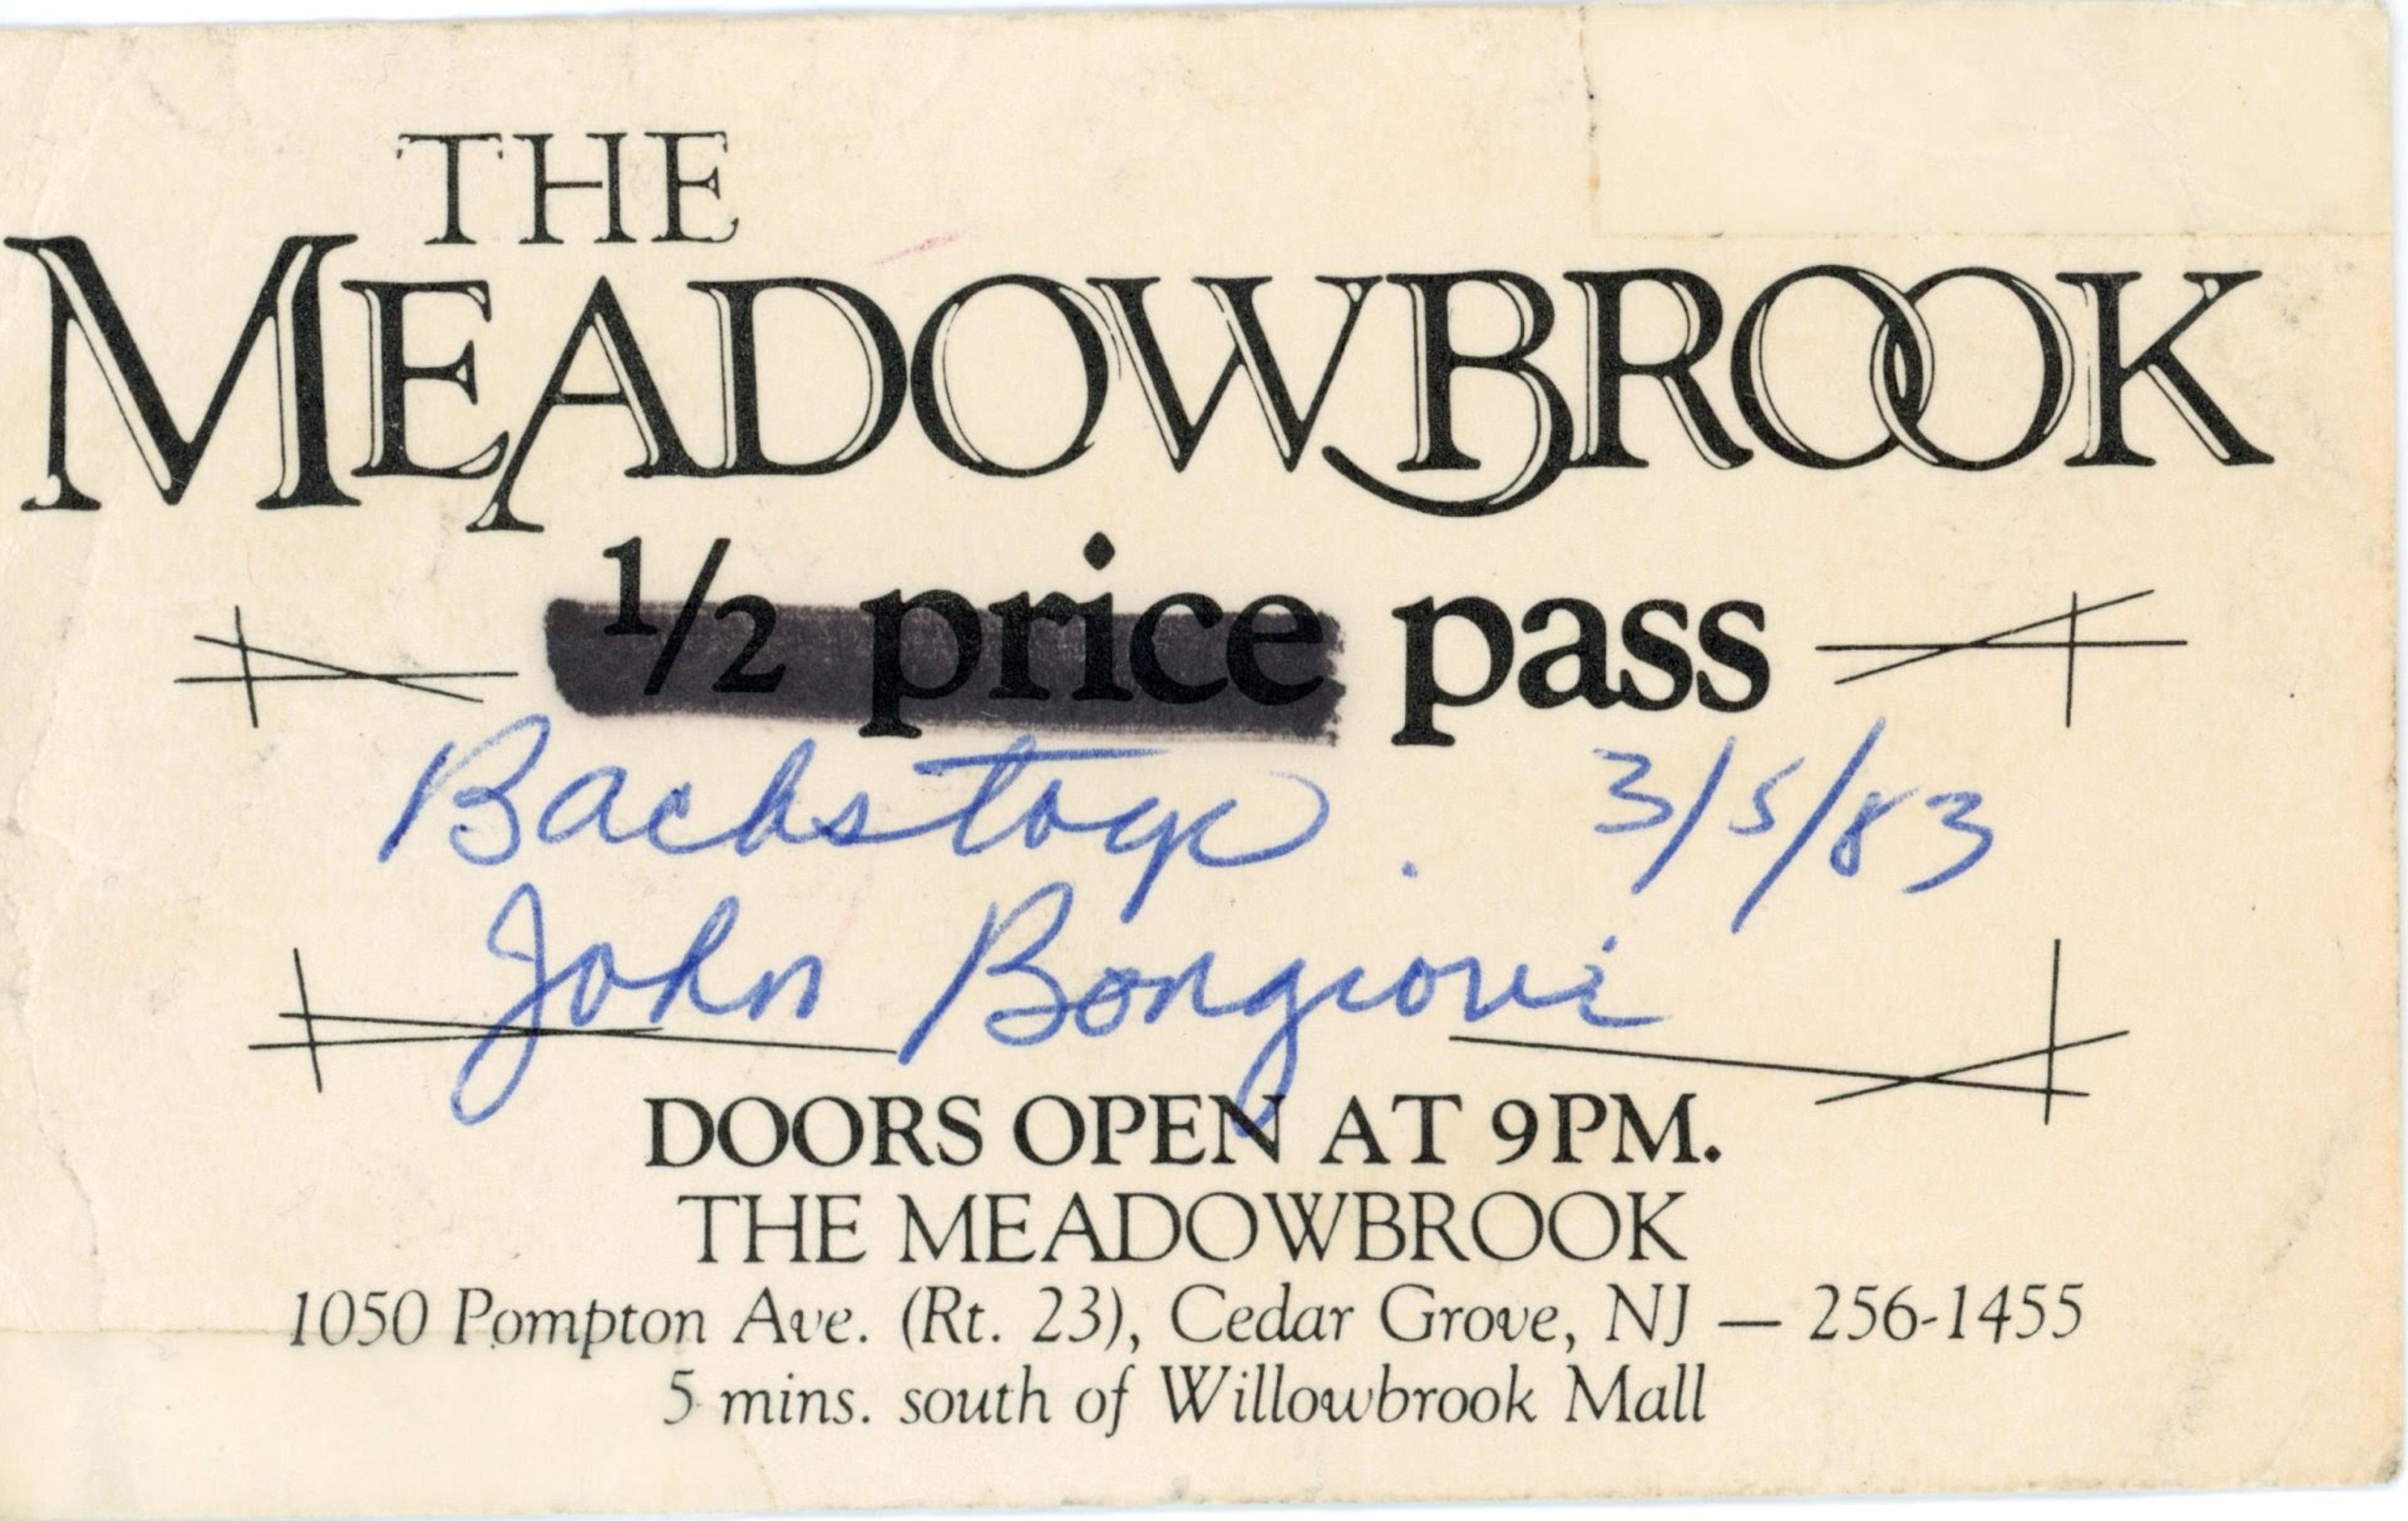 THE
MEADOWBROOK
1/2 price pass
Backstage. 3/5/83
John Bongiovi
DOORS OPEN AT 9PM.
THE MEADOWBROOK
1050 Pompton Ave. (Rt. 23), Cedar Grove, NJ — 256-1455
5 mins. south of Willowbrook Mall